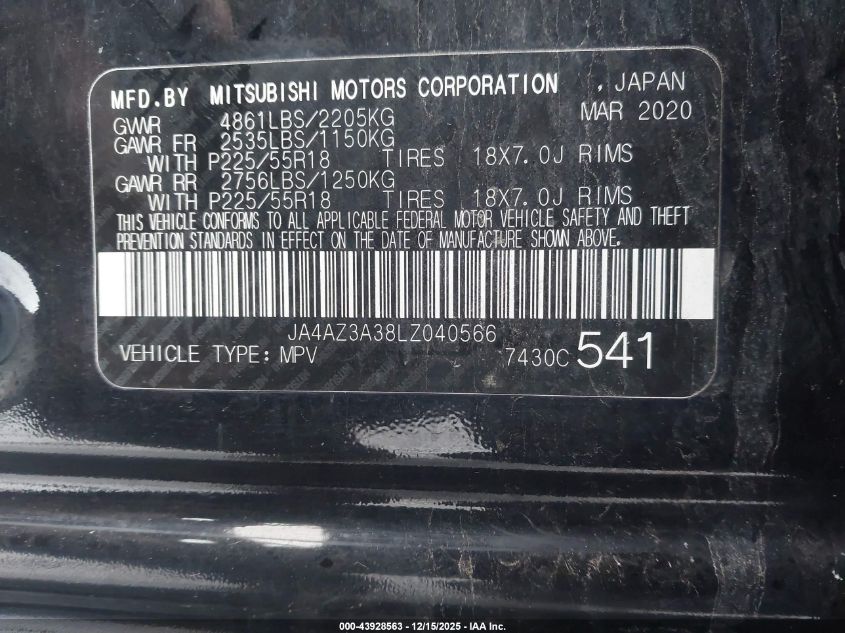 MFD.BY MITSUBISHI MOTORS CORPORATION , JAPAN
GVWR 4861LBS/2205KG MAR 2020
GAWR FR 2535LBS/1150KG
WITH P225/55R18 TIRES 18X7.0J RIMS
GAWR RR 2756LBS/1250KG
WITH P225/55R18 TIRES 18X7.0J RIMS
THIS VEHICLE CONFORMS TO ALL APPLICABLE FEDERAL MOTOR VEHICLE SAFETY AND THEFT
PREVENTION STANDARDS IN EFFECT ON THE DATE OF MANUFACTURE SHOWN ABOVE.
JA4AZ3A38LZ040566
VEHICLE TYPE: MPV 7430C 541
000-43928563 - 12/15/2025 - IAA Inc.